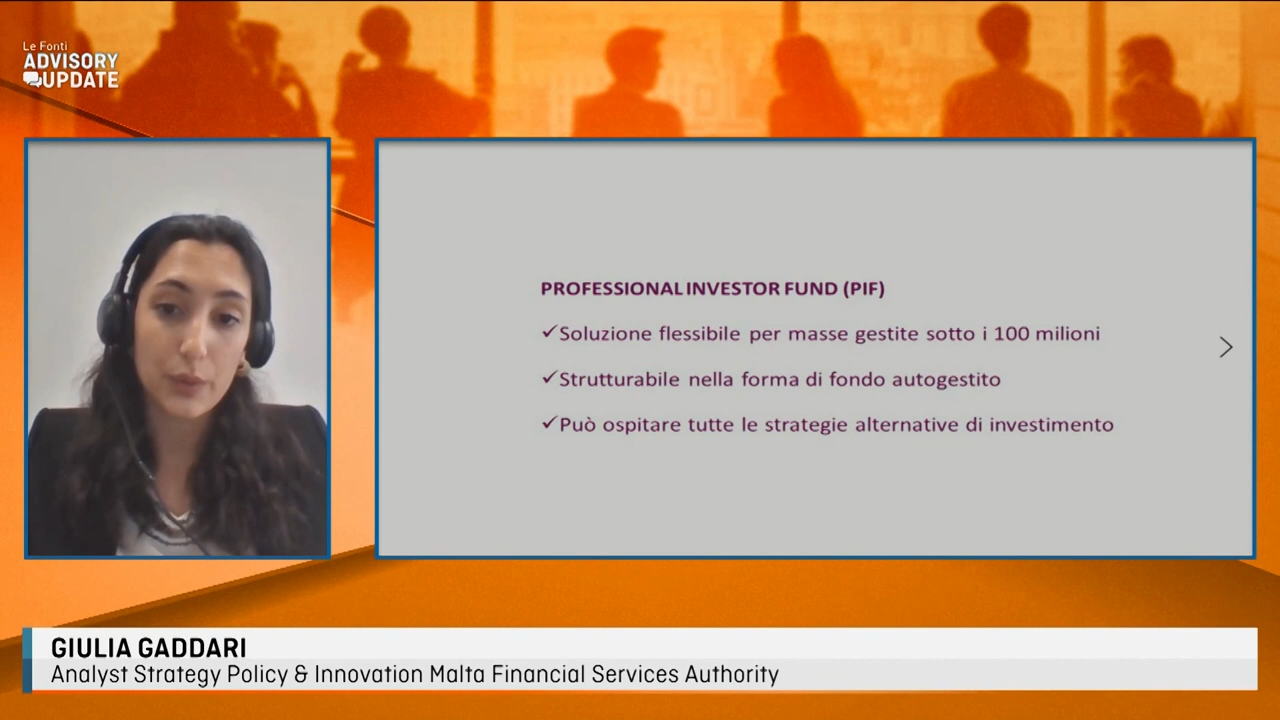 Le Fonti
ADVISORY
UPDATE
PROFESSIONAL INVESTOR FUND (PIF)
✓Soluzione flessibile per masse gestite sotto i 100 milioni
✓Strutturabile nella forma di fondo autogestito
✓Può ospitare tutte le strategie alternative di investimento
GIULIA GADDARI
Analyst Strategy Policy & Innovation Malta Financial Services Authority